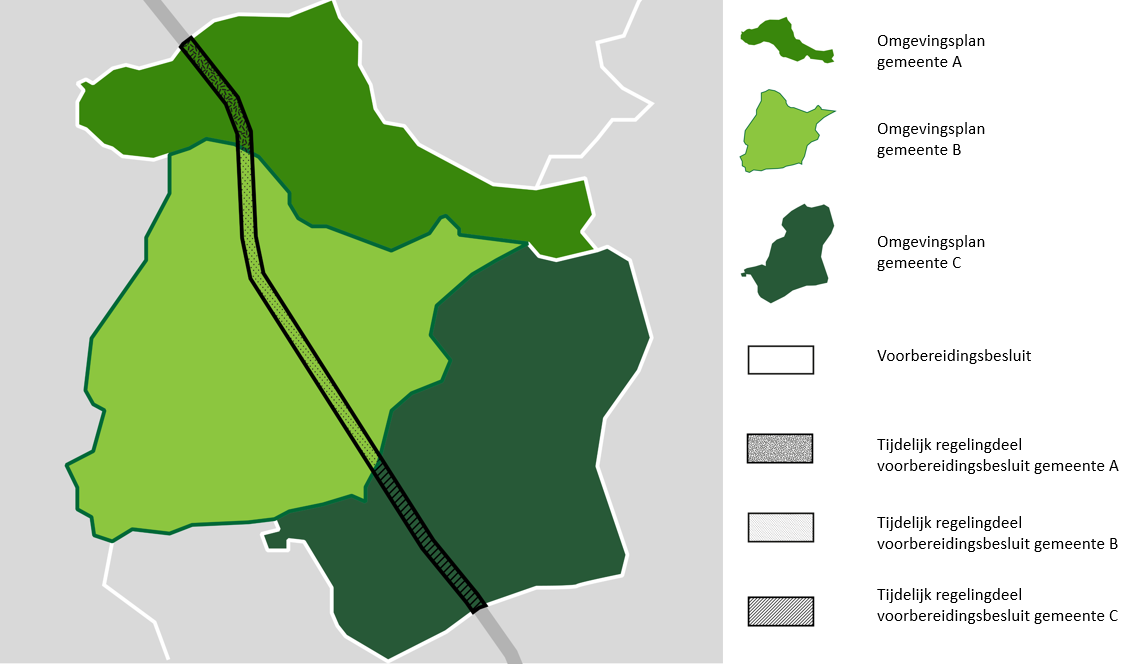 Omgevingsplan
gemeente A
Omgevingsplan
gemeente B
Omgevingsplan
gemeente C
Voorbereidingsbesluit
Tijdelijk regelingdeel
voorbereidingsbesluit gemeente A
Tijdelijk regelingdeel
voorbereidingsbesluit gemeente B
Tijdelijk regelingdeel
voorbereidingsbesluit gemeente C